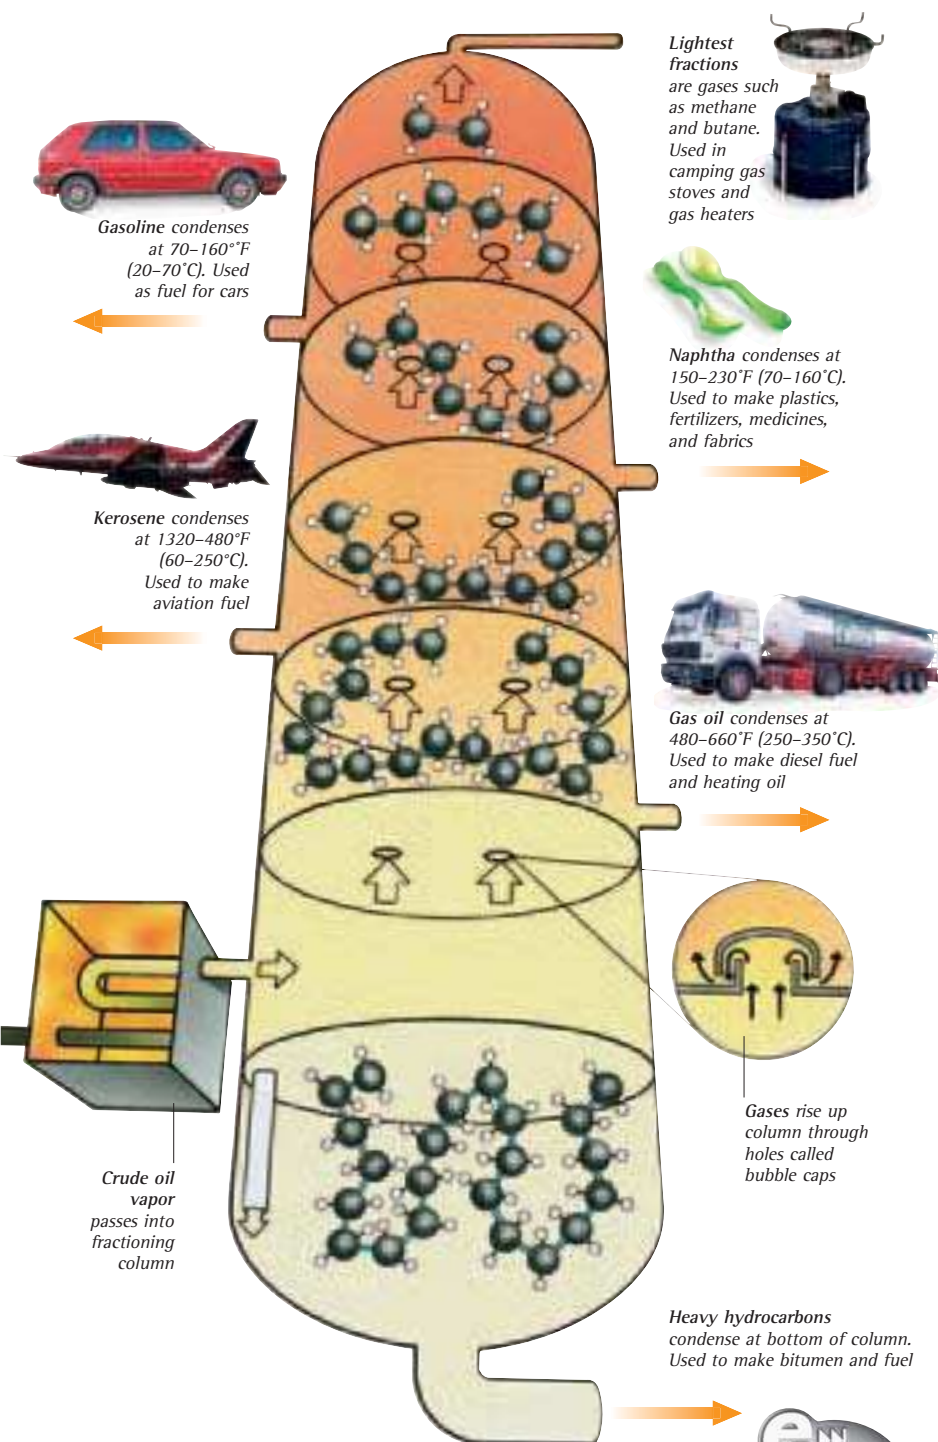 Lightest
fractions
are gases such
as methane
and butane.
Used in
camping gas
stoves and
gas heaters
Gasoline condenses
at 70–160°˚F
(20–70˚C). Used
as fuel for cars
Naphtha condenses at
150–230˚F (70–160˚C).
Used to make plastics,
fertilizers, medicines,
and fabrics
Kerosene condenses
at 1320–480°F
(60–250°C).
Used to make
aviation fuel
Gas oil condenses at
480–660˚F (250–350˚C).
Used to make diesel fuel
and heating oil
Gases rise up
column through
holes called
bubble caps
Crude oil
vapor
passes into
fractioning
column
Heavy hydrocarbons
condense at bottom of column.
Used to make bitumen and fuel